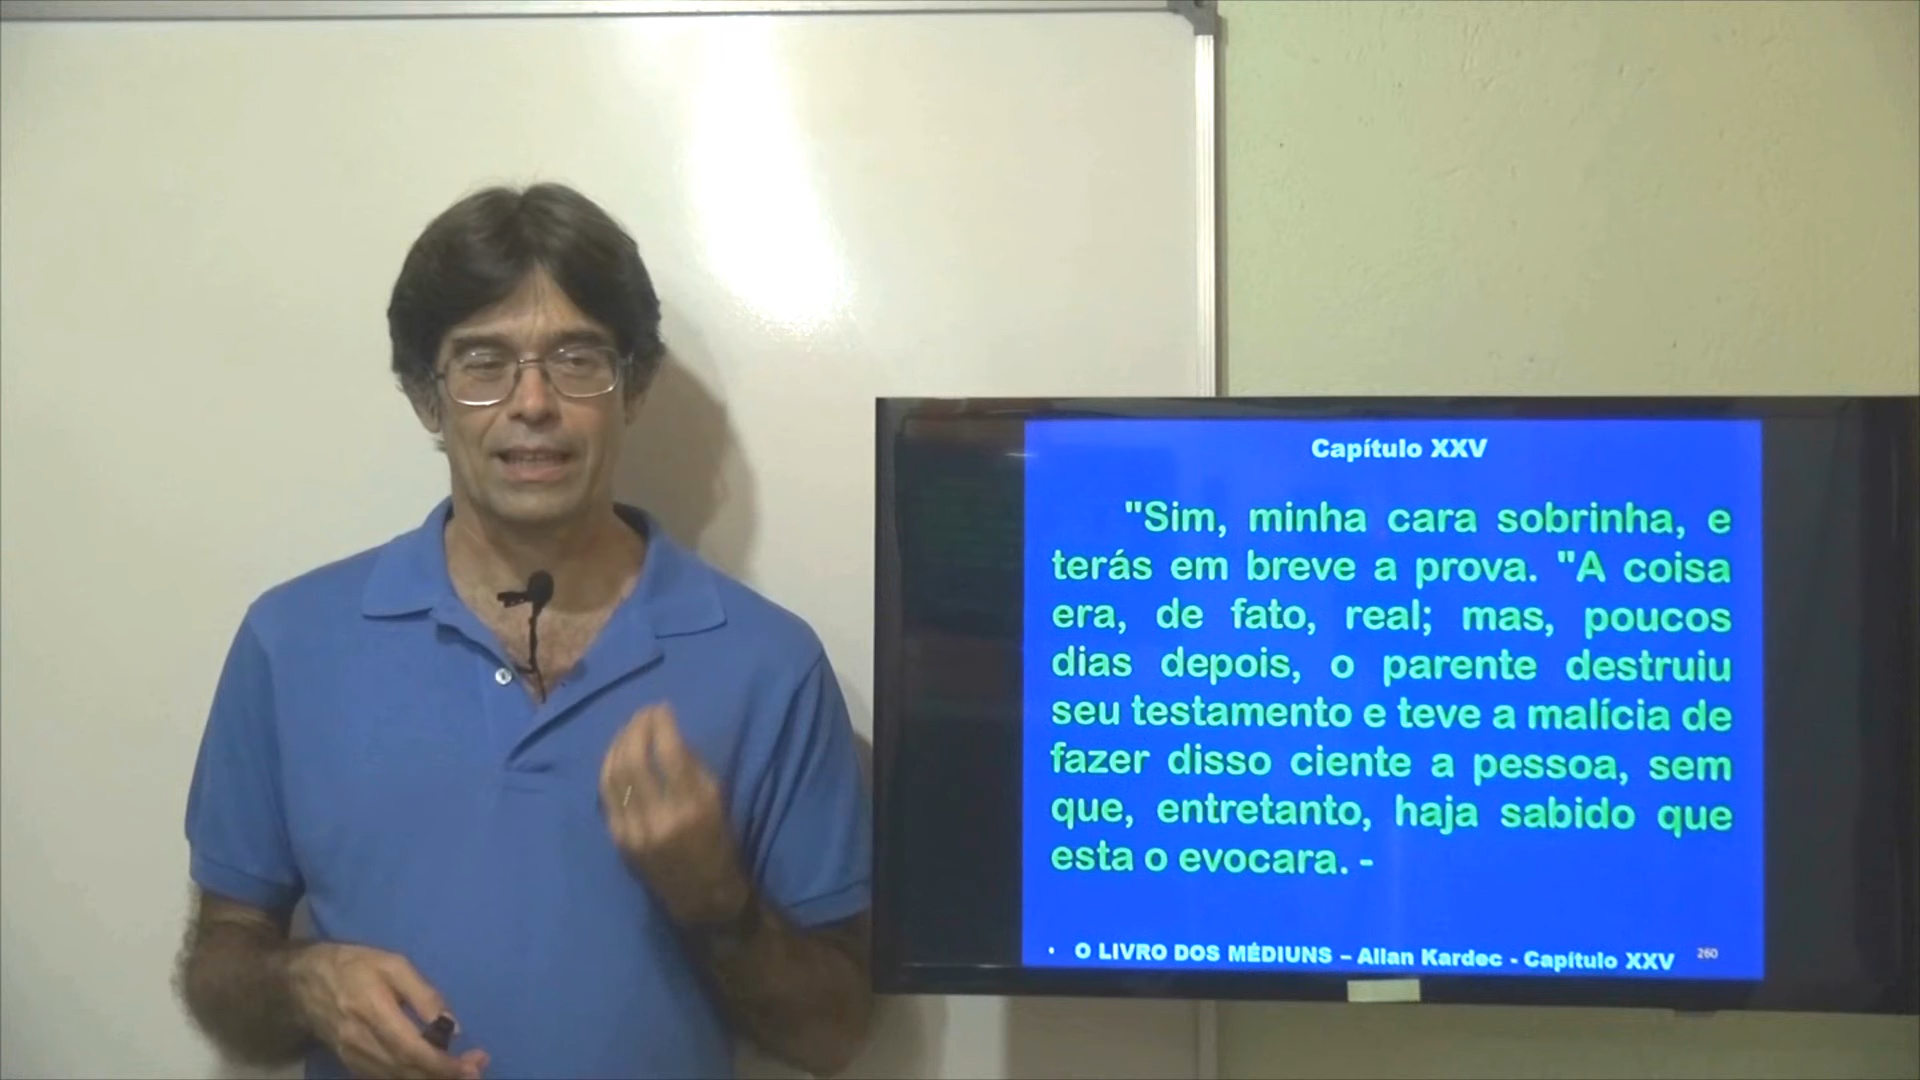 Capítulo XXV
"Sim, minha cara sobrinha, e
terás em breve a prova. "A coisa
era, de fato, real; mas, poucos
dias depois, o parente destruiu
seu testamento e teve a malícia de
fazer disso ciente a pessoa, sem
que, entretanto, haja sabido que
esta o evocara. -
• O LIVRO DOS MÉDIUNS – Allan Kardec - Capítulo XXV 260